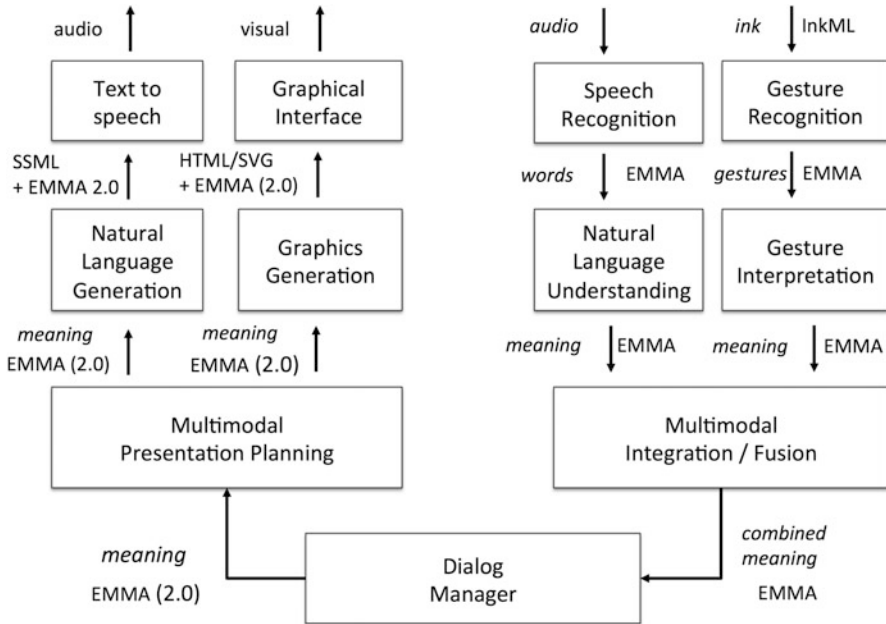 audio
visual
audio
ink
InkML
Text to
speech
Graphical
Interface
Speech
Recognition
Gesture
Recognition
SSML
+ EMMA 2.0
HTML/SVG
+ EMMA (2.0)
words
EMMA
gestures
EMMA
Natural
Language
Generation
Graphics
Generation
Natural
Language
Understanding
Gesture
Interpretation
meaning
EMMA (2.0)
meaning
EMMA (2.0)
meaning
EMMA
meaning
EMMA
Multimodal
Presentation Planning
Multimodal
Integration / Fusion
meaning
EMMA (2.0)
Dialog
Manager
combined
meaning
EMMA